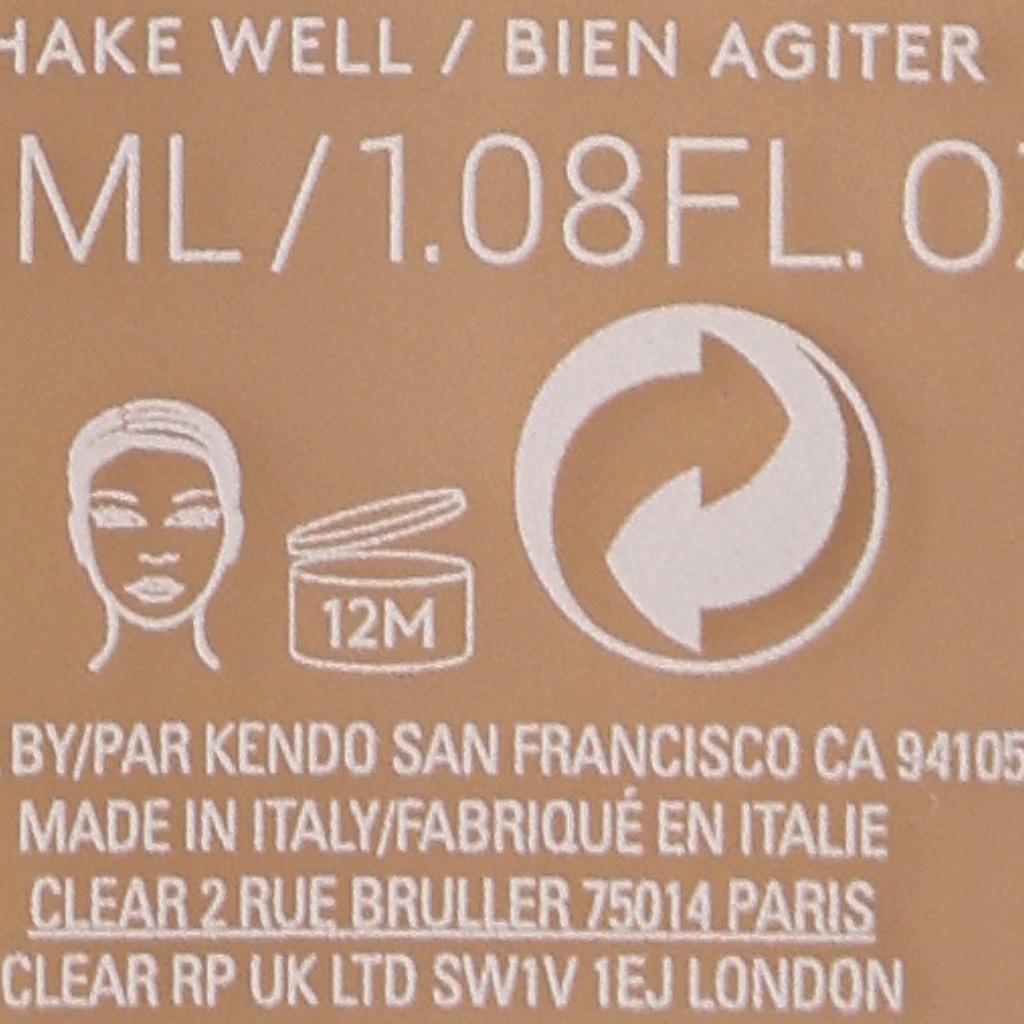 HAKE WELL / BIEN AGITER
ML / 1.08FL. OZ
12M
BY/PAR KENDO SAN FRANCISCO CA 94105
MADE IN ITALY/FABRIQUÉ EN ITALIE
CLEAR 2 RUE BRULLER 75014 PARIS
CLEAR RP UK LTD SW1V 1EJ LONDON